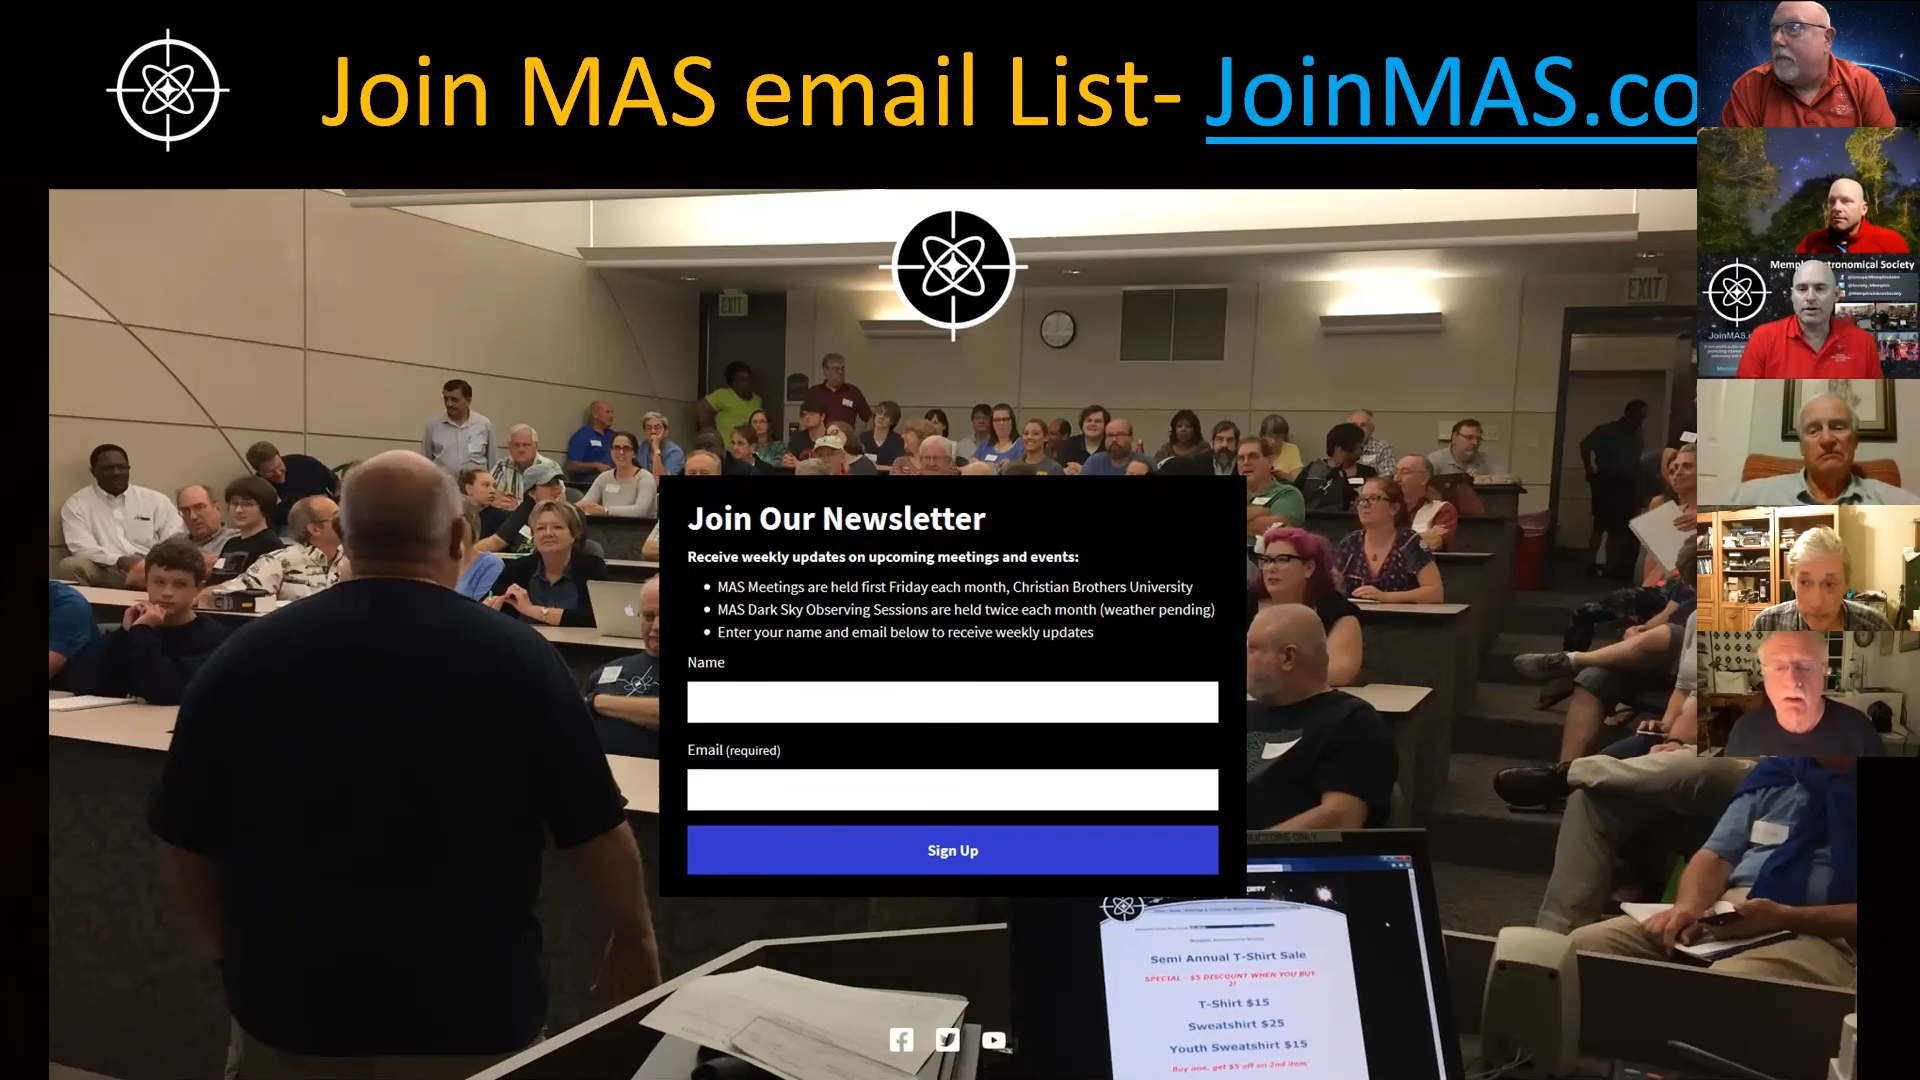 Join MAS email List- JoinMAS.co
Memp
tronomical Society
@Society_Memphis
JoinMAS.
EXIT
EXIT
Join Our Newsletter
Receive weekly updates on upcoming meetings and events:
• MAS Meetings are held first Friday each month, Christian Brothers University
• MAS Dark Sky Observing Sessions are held twice each month (weather pending)
• Enter your name and email below to receive weekly updates
Name
Email (required)
Sign Up
Semi Annual T-Shirt Sale
SPECIAL - $5 DISCOUNT WHEN YOU BUY
2!
T-Shirt $15
Sweatshirt $25
Youth Sweatshirt $15
Buy one, get $5 off on 2nd item